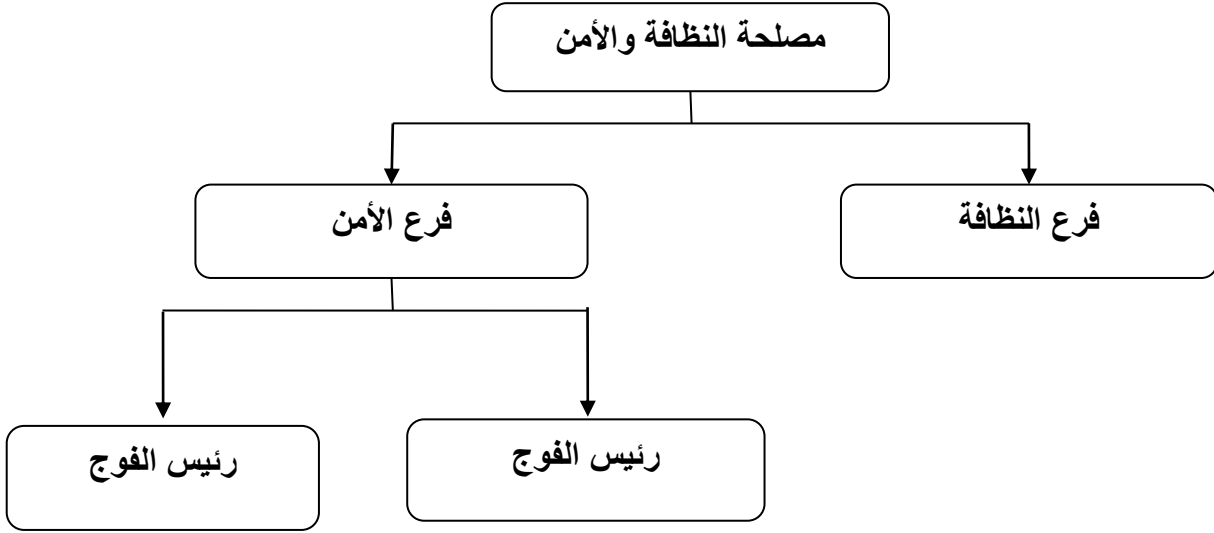 مصلحة النظافة والأمن
فرع النظافة
فرع الأمن
رئيس الفوج
رئيس الفوج